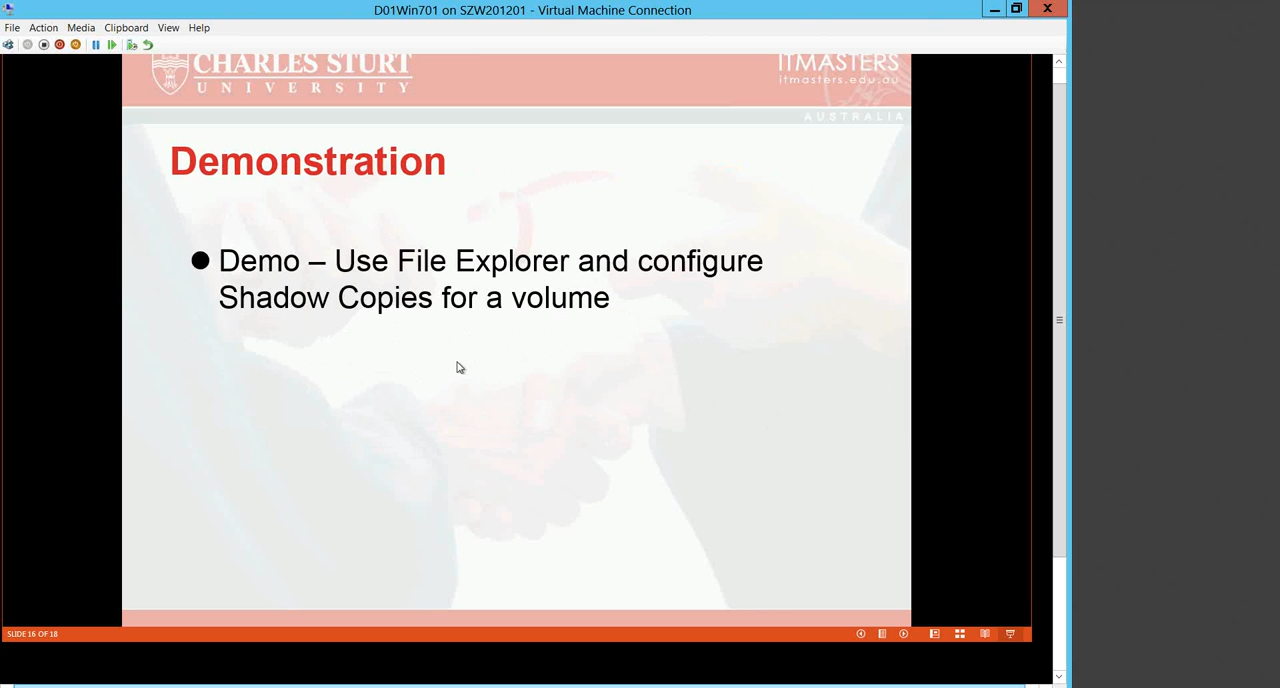 D01Win701 on SZW201201 - Virtual Machine Connection
File Action Media Clipboard View Help
CHARLES STURT
UNIVERSITY
ITMASTERS
itmasters.edu.au
AUSTRALIA
Demonstration
● Demo – Use File Explorer and configure
Shadow Copies for a volume
SLIDE 16 OF 18